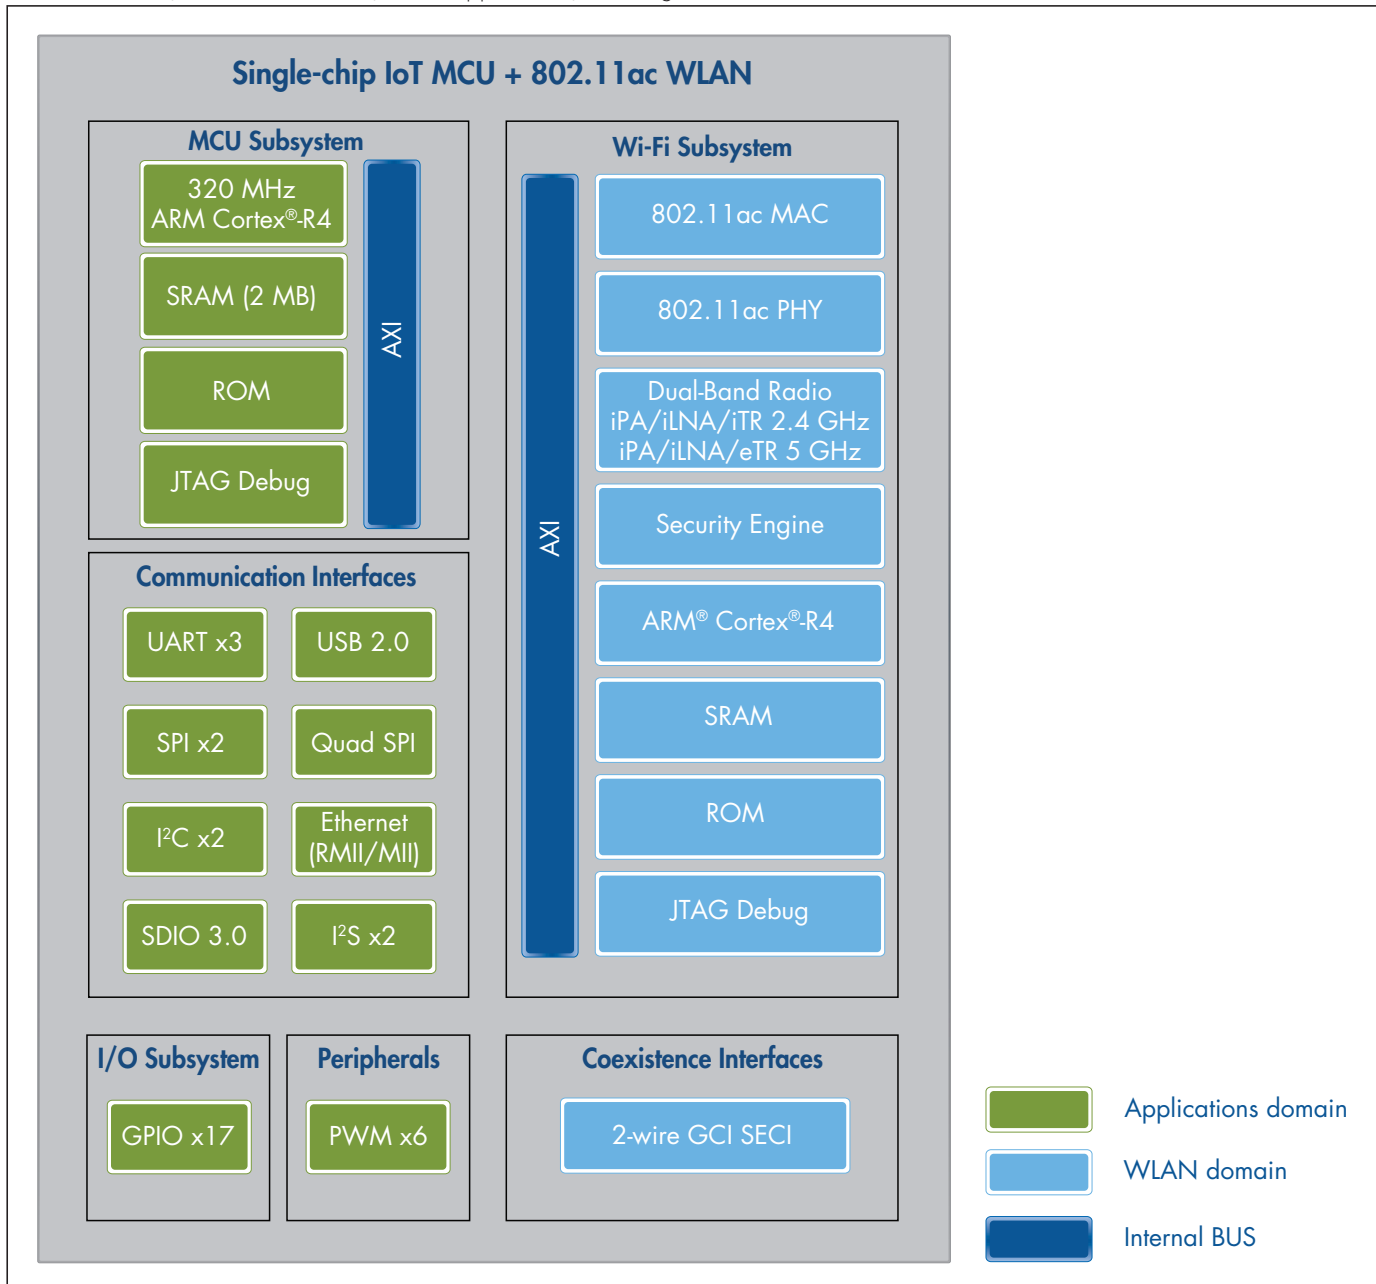 Single-chip IoT MCU + 802.11ac WLAN
MCU Subsystem
320 MHz
ARM Cortex®-R4
SRAM (2 MB)
ROM
JTAG Debug
AXI
Communication Interfaces
UART x3
USB 2.0
SPI x2
Quad SPI
I²C x2
Ethernet
(RMII/MII)
SDIO 3.0
I²S x2
I/O Subsystem
GPIO x17
Peripherals
PWM x6
Wi-Fi Subsystem
AXI
802.11ac MAC
802.11ac PHY
Dual-Band Radio
iPA/iLNA/iTR 2.4 GHz
iPA/iLNA/eTR 5 GHz
Security Engine
ARM® Cortex®-R4
SRAM
ROM
JTAG Debug
Coexistence Interfaces
2-wire GCI SECI
Applications domain
WLAN domain
Internal BUS